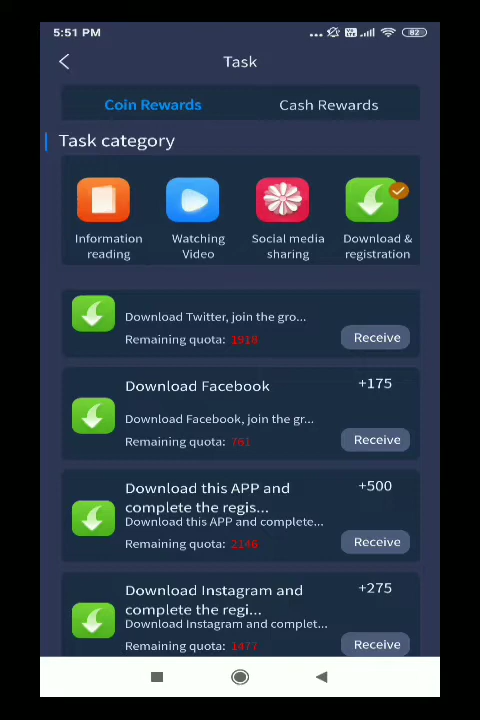 5:51 PM
82
Task
Coin Rewards
Cash Rewards
Task category
Information
reading
Watching
Video
Social media
sharing
Download &
registration
Download Twitter, join the gro...
Remaining quota: 1918
Receive
Download Facebook
+175
Download Facebook, join the gr...
Remaining quota: 761
Receive
Download this APP and
complete the regis...
+500
Download this APP and complete...
Remaining quota: 2146
Receive
Download Instagram and
complete the regi...
+275
Download Instagram and complet...
Remaining quota: 1477
Receive